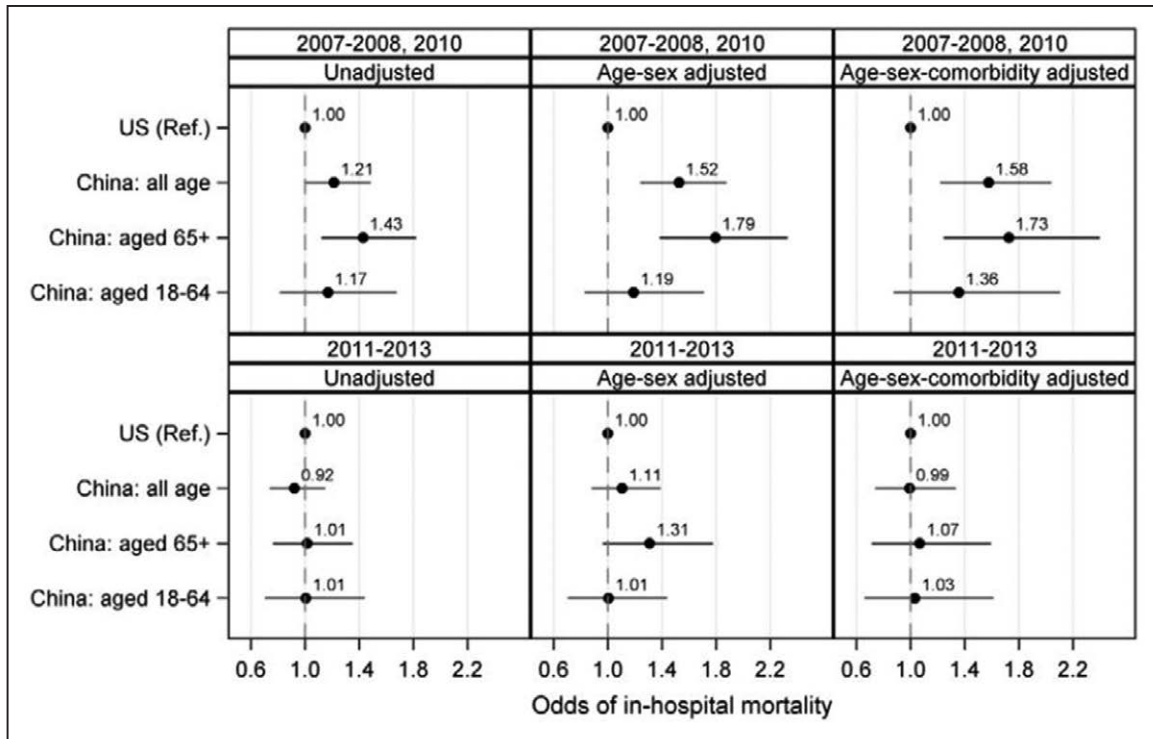 2007-2008, 2010 2007-2008, 2010 2007-2008, 2010
Unadjusted Age-sex adjusted Age-sex-comorbidity adjusted
US (Ref.) 1.00 1.00 1.00
China: all age 1.21 1.52 1.58
China: aged 65+ 1.43 1.79 1.73
China: aged 18-64 1.17 1.19 1.36
2011-2013 2011-2013 2011-2013
Unadjusted Age-sex adjusted Age-sex-comorbidity adjusted
US (Ref.) 1.00 1.00 1.00
China: all age 0.92 1.11 0.99
China: aged 65+ 1.01 1.31 1.07
China: aged 18-64 1.01 1.01 1.03
0.6 1.0 1.4 1.8 2.2 0.6 1.0 1.4 1.8 2.2 0.6 1.0 1.4 1.8 2.2
Odds of in-hospital mortality